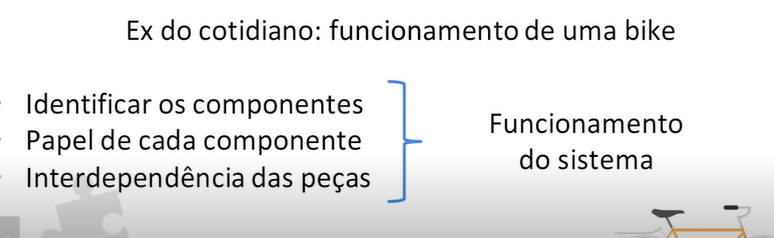 Ex do cotidiano: funcionamento de uma bike
Identificar os componentes
Papel de cada componente
Interdependência das peças
Funcionamento
do sistema